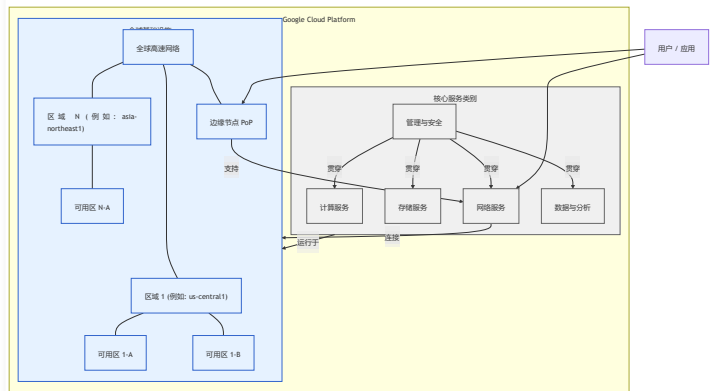 Google Cloud Platform
全球高速网络
用户 / 应用
核心服务类别
区域 N (例如: asia-
northeast1)
边缘节点 PoP
管理与安全
支持
贯穿
贯穿
贯穿
贯穿
可用区 N-A
计算服务
存储服务
网络服务
数据与分析
运行于
连接
区域 1 (例如: us-central1)
可用区 1-A
可用区 1-B